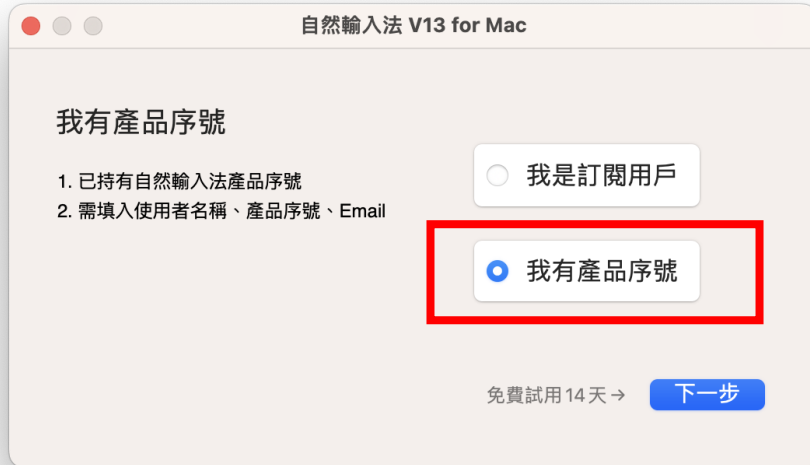 自然輸入法 V13 for Mac
我有產品序號
1. 已持有自然輸入法產品序號
2. 需填入使用者名稱、產品序號、Email
我是訂閱用戶
我有產品序號
免費試用14天→
下一步